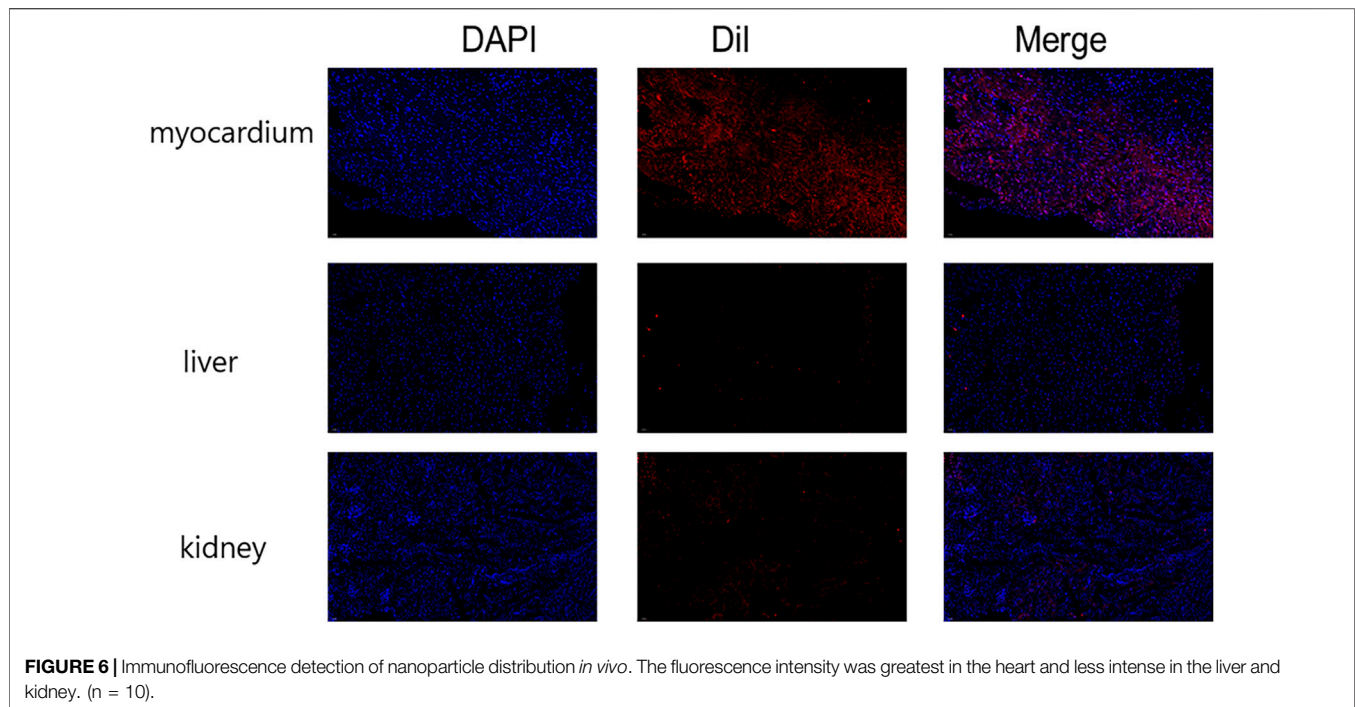 DAPI Dil Merge
myocardium
liver
kidney
FIGURE 6 | Immunofluorescence detection of nanoparticle distribution in vivo. The fluorescence intensity was greatest in the heart and less intense in the liver and
kidney. (n = 10).